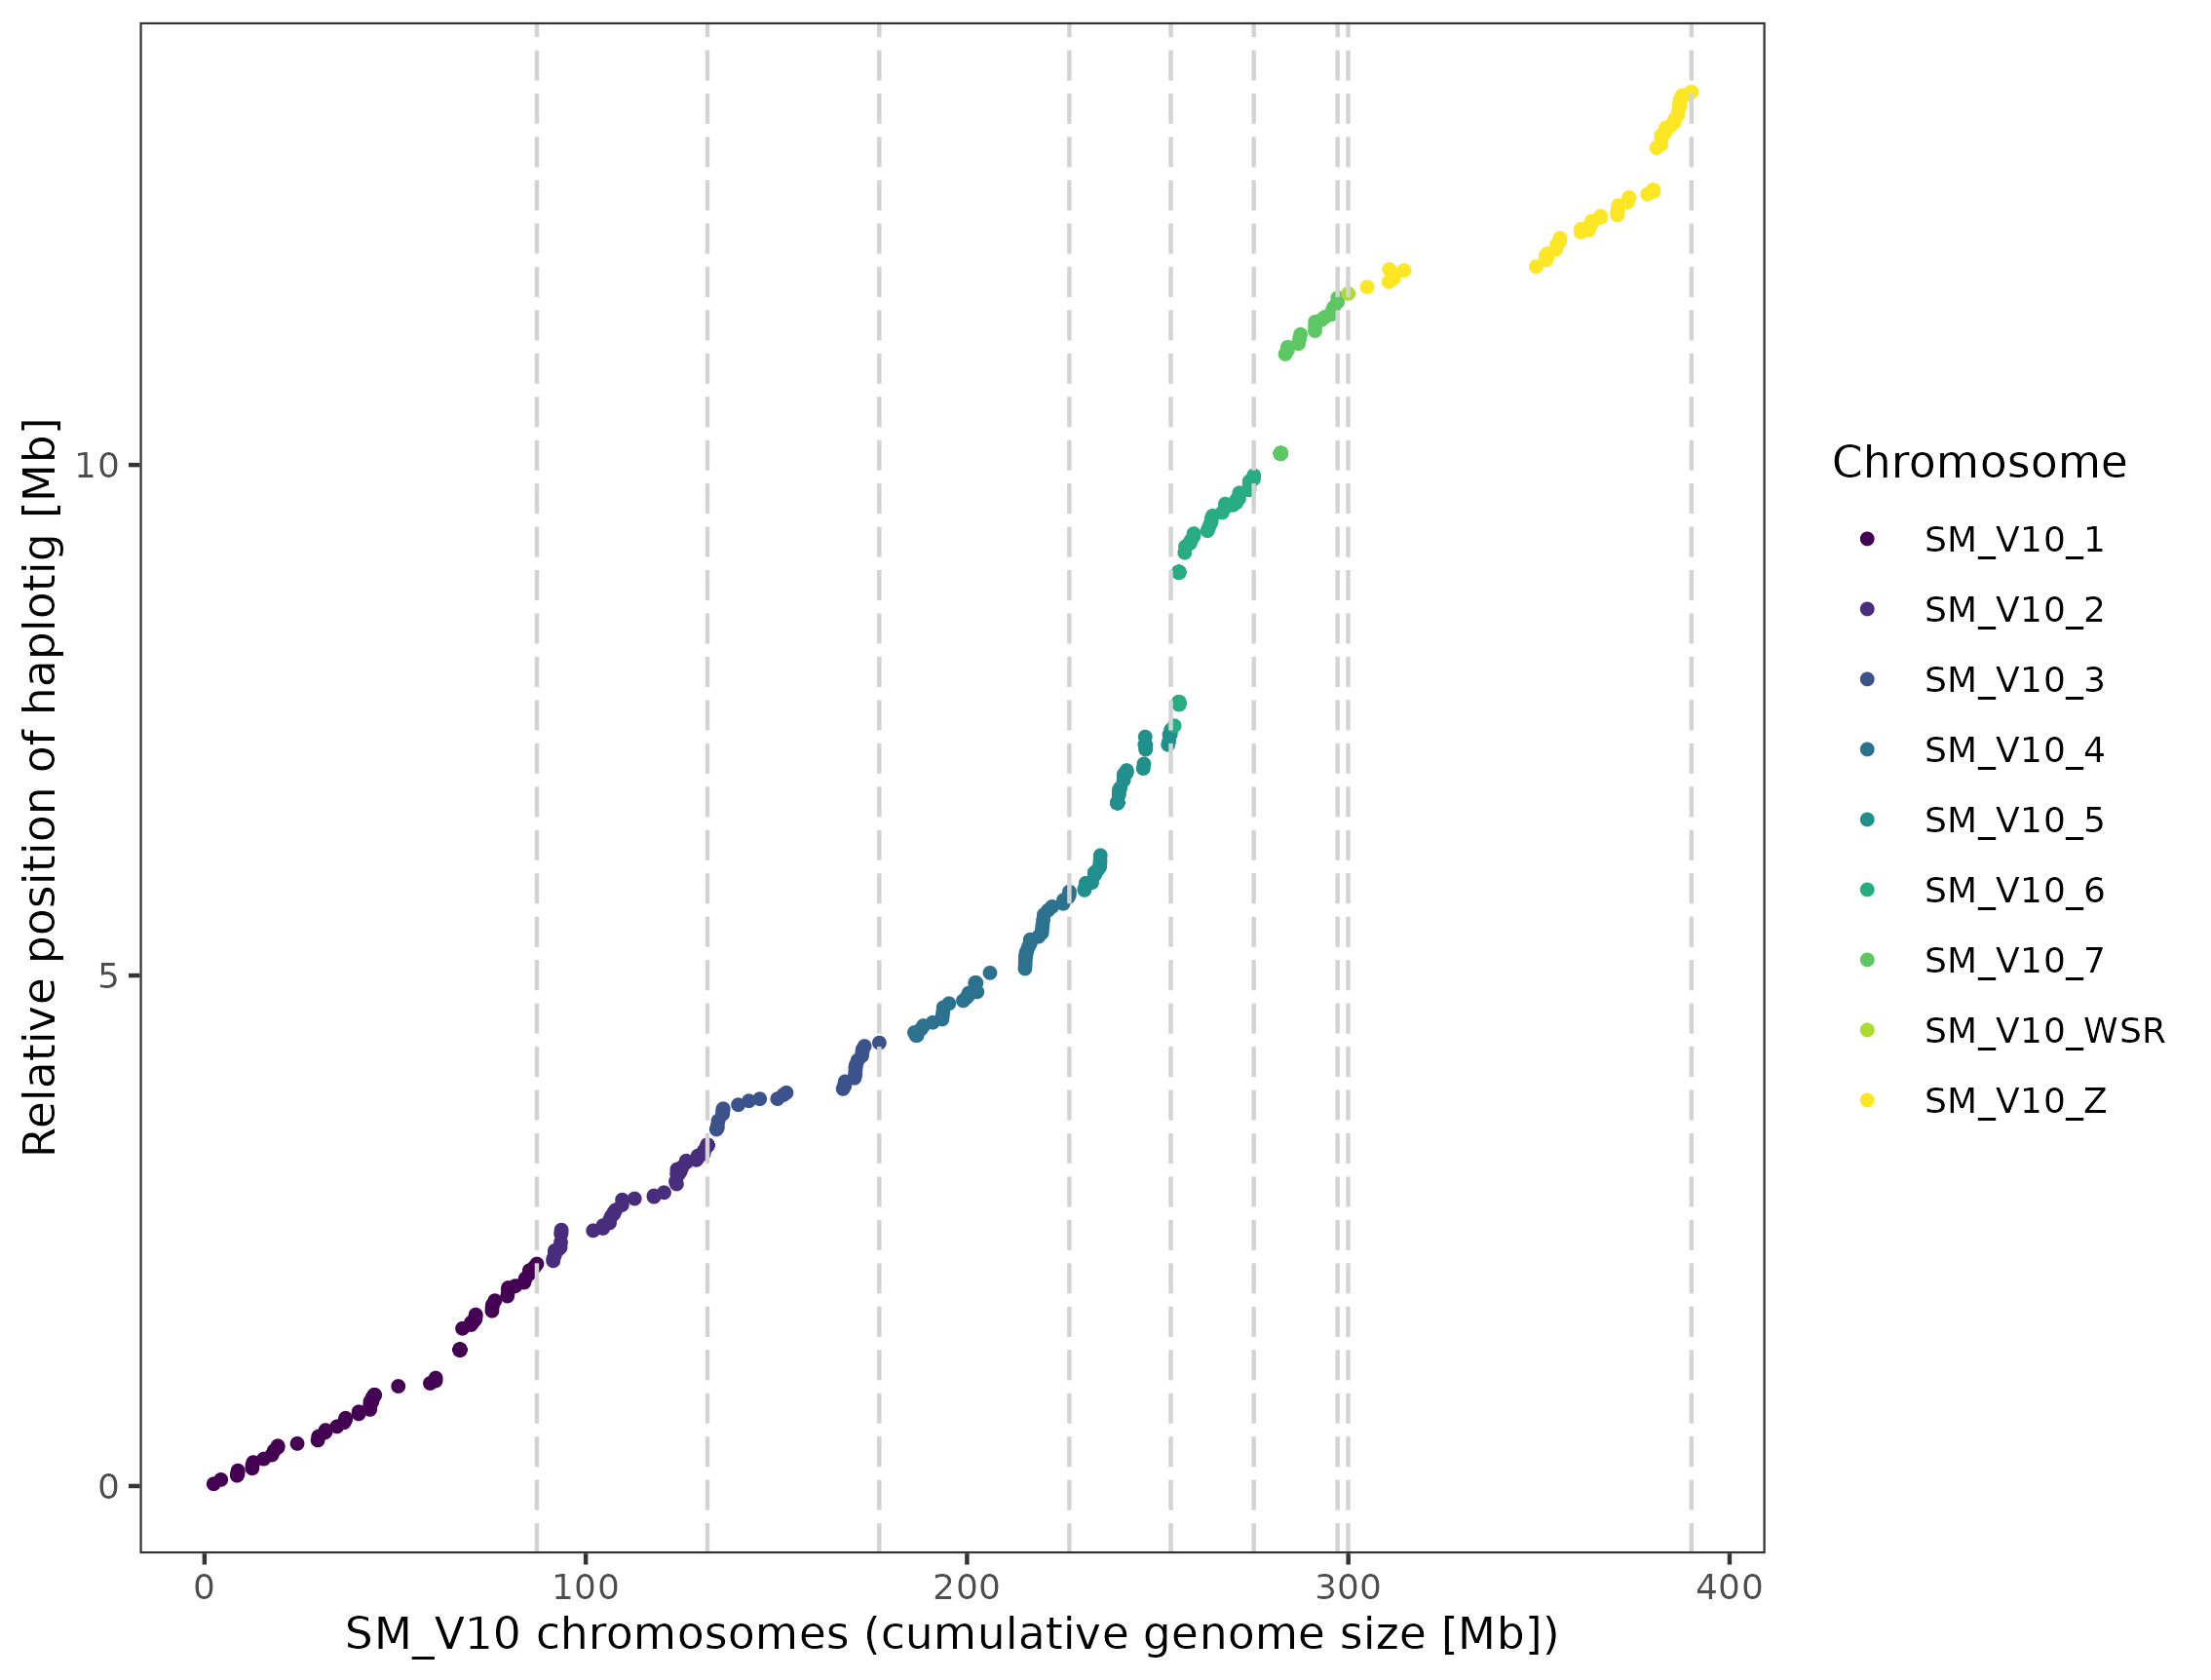 Relative position of haplotig [Mb]
10
5
0
0 100 200 300 400
SM_V10 chromosomes (cumulative genome size [Mb])
Chromosome
SM_V10_1
SM_V10_2
SM_V10_3
SM_V10_4
SM_V10_5
SM_V10_6
SM_V10_7
SM_V10_WSR
SM_V10_Z